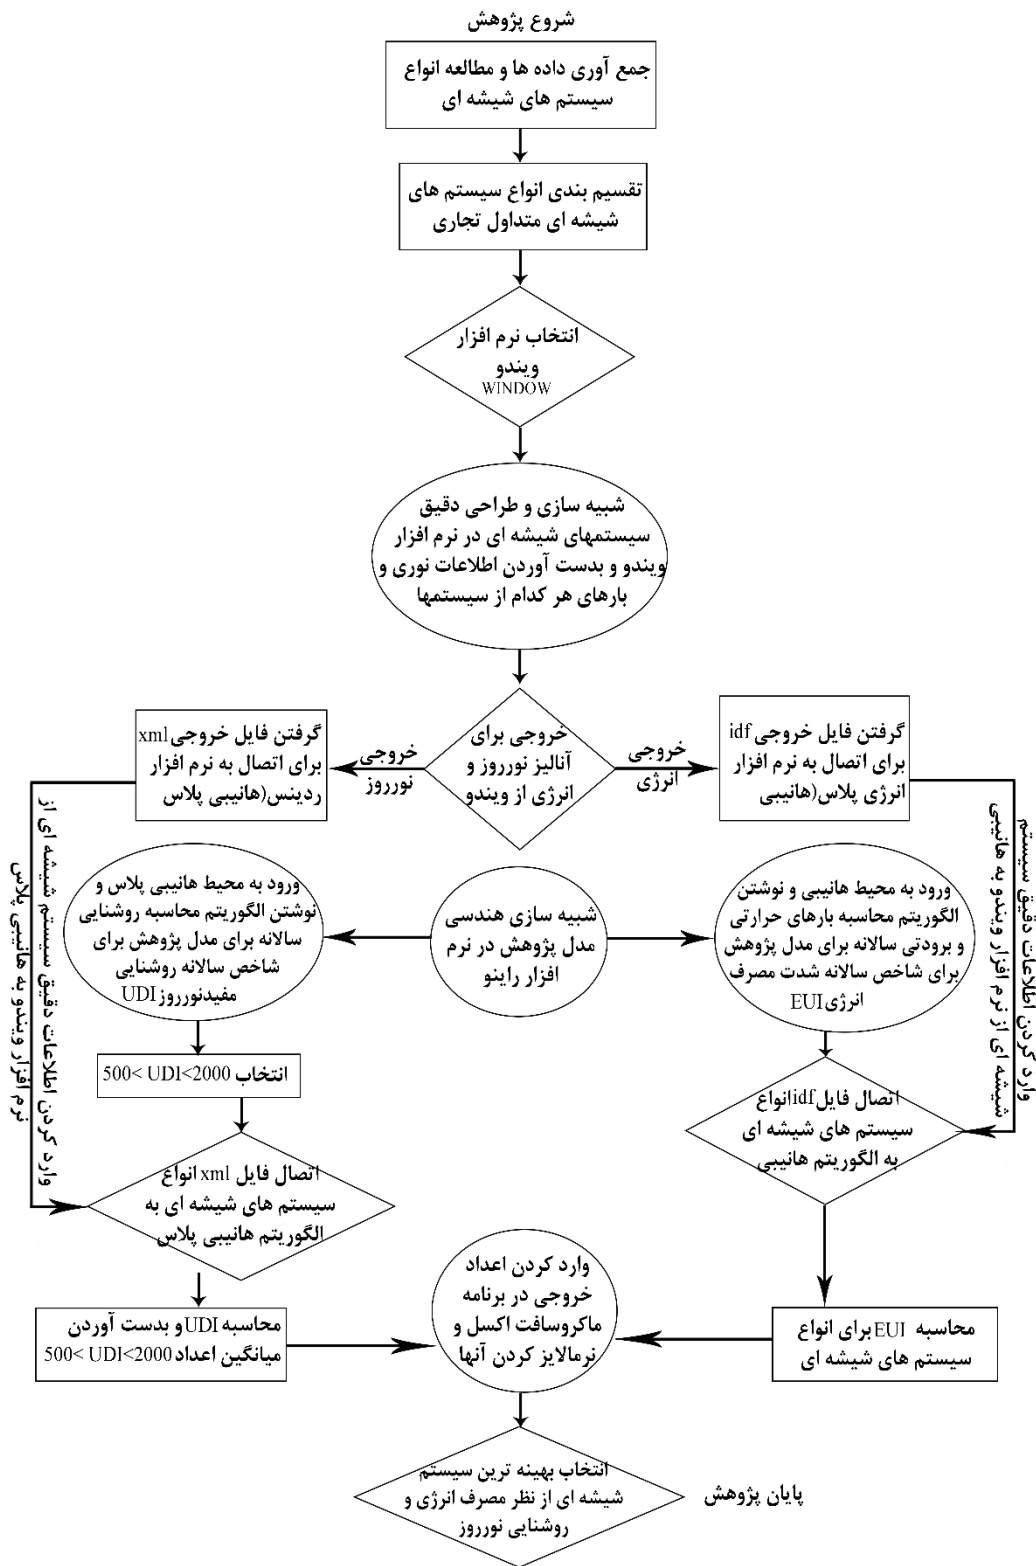 شروع پژوهش
جمع آوری داده ها و مطالعه انواع
سیستم های شیشه ای
تقسیم بندی انواع سیستم های
شیشه ای متداول تجاری
انتخاب نرم افزار
ویندو
WINDOW
شبیه سازی و طراحی دقیق
سیستمهای شیشه ای در نرم افزار
ویندو و بدست آوردن اطلاعات نوری و
بارهای هر کدام از سیستمها
خروجی برای
آنالیز نورروز و
انرژی از ویندو
خروجی
انرژی
خروجی
نورروز
گرفتن فایل خروجی idf
برای اتصال به نرم افزار
انرژی پلاس(هانیبی
گرفتن فایل خروجی xml
برای اتصال به نرم افزار
ردینس(هانیبی پلاس
وارد کردن اطلاعات دقیق سیستم
شیشه ای از نرم افزار ویندو به هانیبی
وارد کردن اطلاعات دقیق سیستم شیشه ای از
نرم افزار ویندو به هانیبی پلاس
شبیه سازی هندسی
مدل پژوهش در نرم
افزار راینو
ورود به محیط هانیبی و نوشتن
الگوریتم محاسبه بارهای حرارتی
و برودتی سالانه برای مدل پژوهش
برای شاخص سالانه شدت مصرف
انرژی EUI
ورود به محیط هانیبی پلاس و
نوشتن الگوریتم محاسبه روشنایی
سالانه برای مدل پژوهش برای
شاخص سالانه روشنایی
مفیدنورروز UDI
انتخاب 500< UDI<2000
اتصال فایل idf انواع
سیستم های شیشه ای
به الگوریتم هانیبی
اتصال فایل xml انواع
سیستم های شیشه ای به
الگوریتم هانیبی پلاس
محاسبه EUI برای انواع
سیستم های شیشه ای
محاسبه UDI و بدست آوردن
میانگین اعداد 500< UDI<2000
وارد کردن اعداد
خروجی در برنامه
ماکروسافت اکسل و
نرمالایز کردن آنها
انتخاب بهینه ترین سیستم
شیشه ای از نظر مصرف انرژی و
روشنایی نورروز
پایان پژوهش